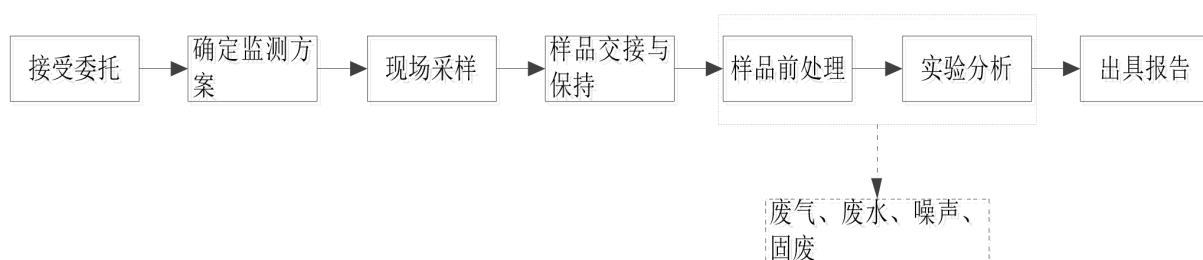 接受委托
确定监测方
案
现场采样
样品交接与
保持
样品前处理
实验分析
出具报告
废气、废水、噪声、
固废